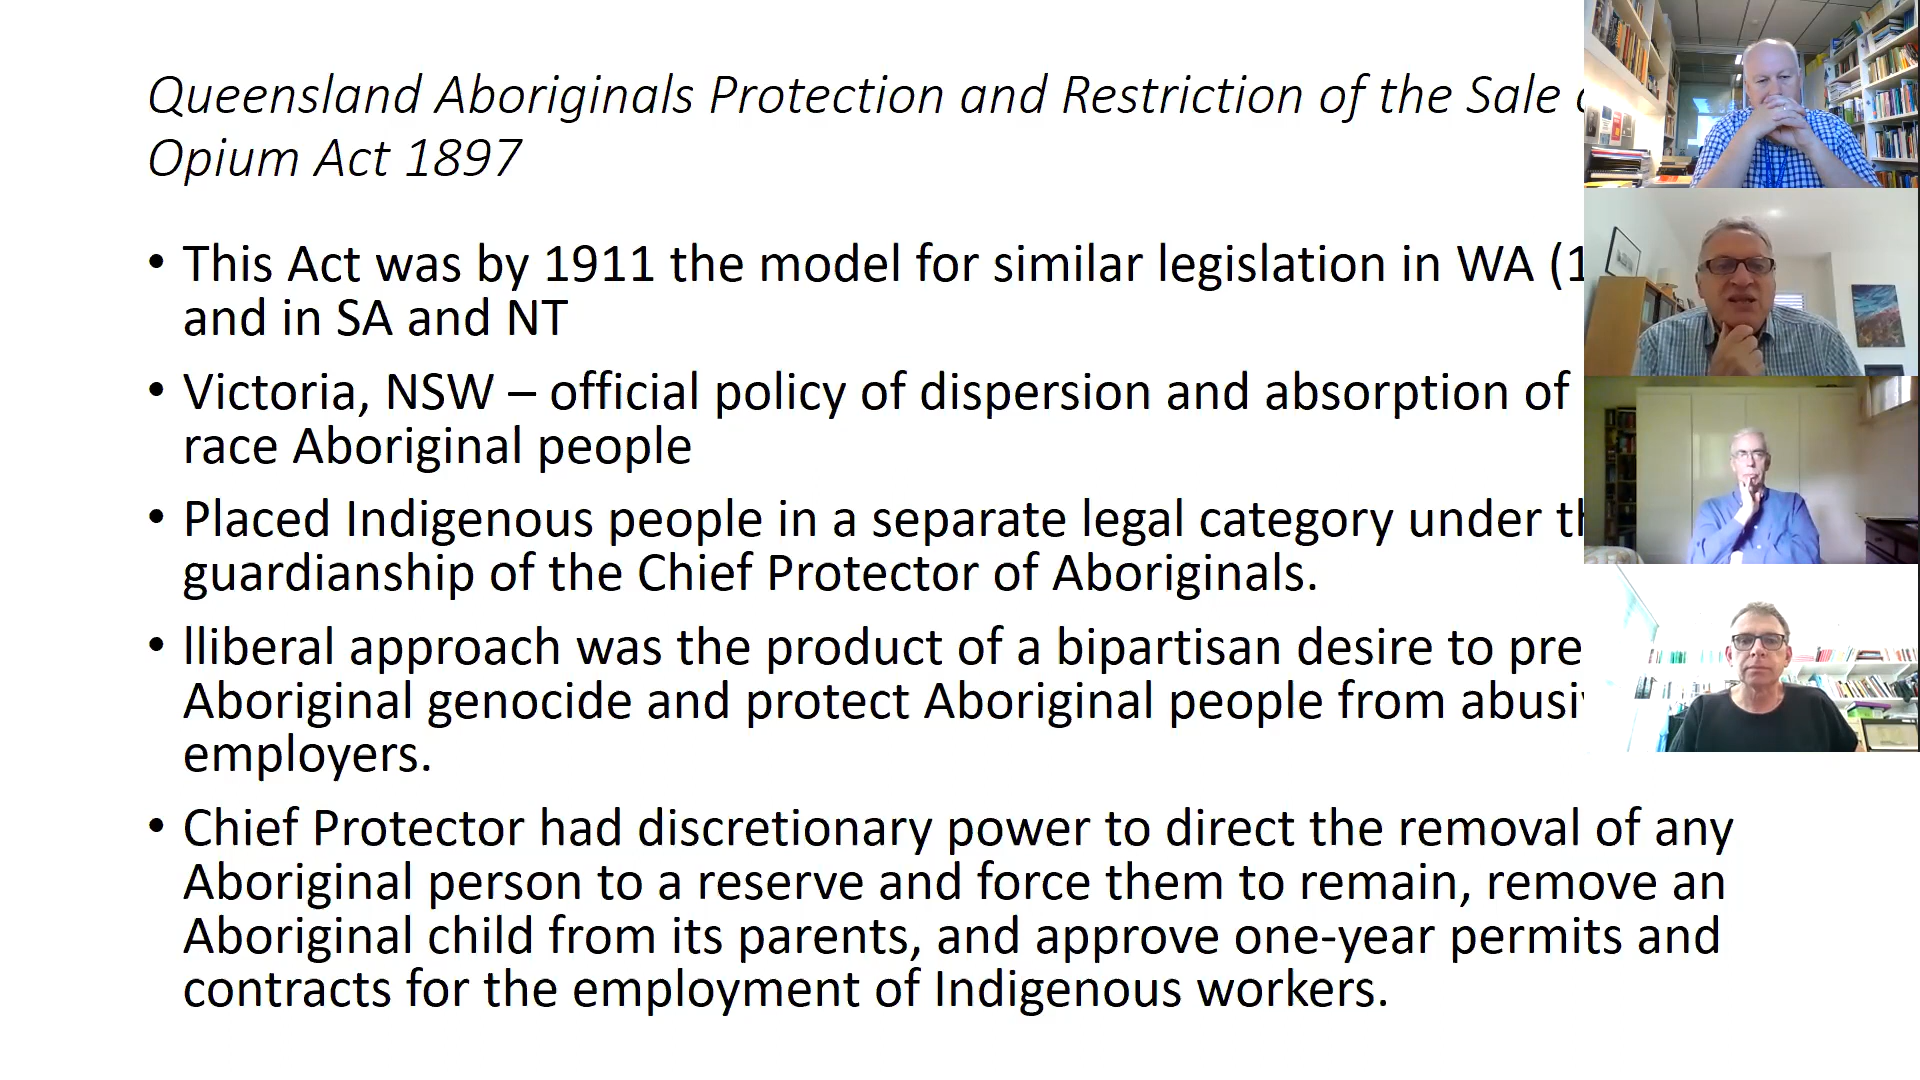 Queensland Aboriginals Protection and Restriction of the Sale
Opium Act 1897
• This Act was by 1911 the model for similar legislation in WA (1
and in SA and NT
• Victoria, NSW – official policy of dispersion and absorption of
race Aboriginal people
• Placed Indigenous people in a separate legal category under
guardianship of the Chief Protector of Aboriginals.
• lliberal approach was the product of a bipartisan desire to pre
Aboriginal genocide and protect Aboriginal people from
employers.
• Chief Protector had discretionary power to direct the removal of any
Aboriginal person to a reserve and force them to remain, remove an
Aboriginal child from its parents, and approve one-year permits and
contracts for the employment of Indigenous workers.